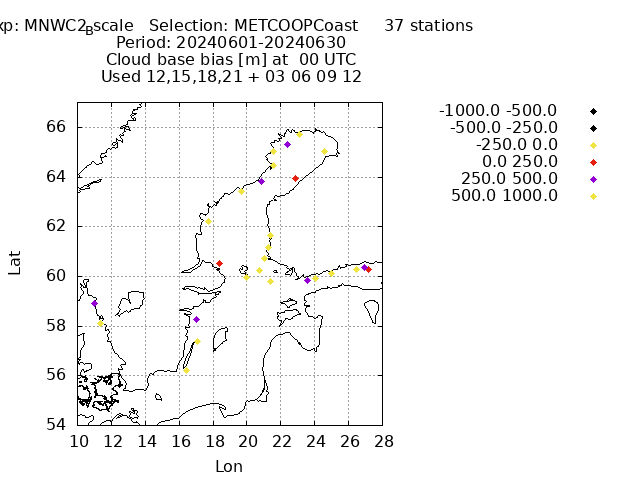 xp: MNWC2Bscale   Selection: METCOOPCoast      37 stations
Period: 20240601-20240630
Cloud base bias [m] at  00 UTC
Used 12,15,18,21 + 03 06 09 12
-1000.0 -500.0
-500.0 -250.0
-250.0 0.0
0.0 250.0
250.0 500.0
500.0 1000.0
66
64
62
60
58
56
54
Lat
10 12 14 16 18 20 22 24 26 28
Lon